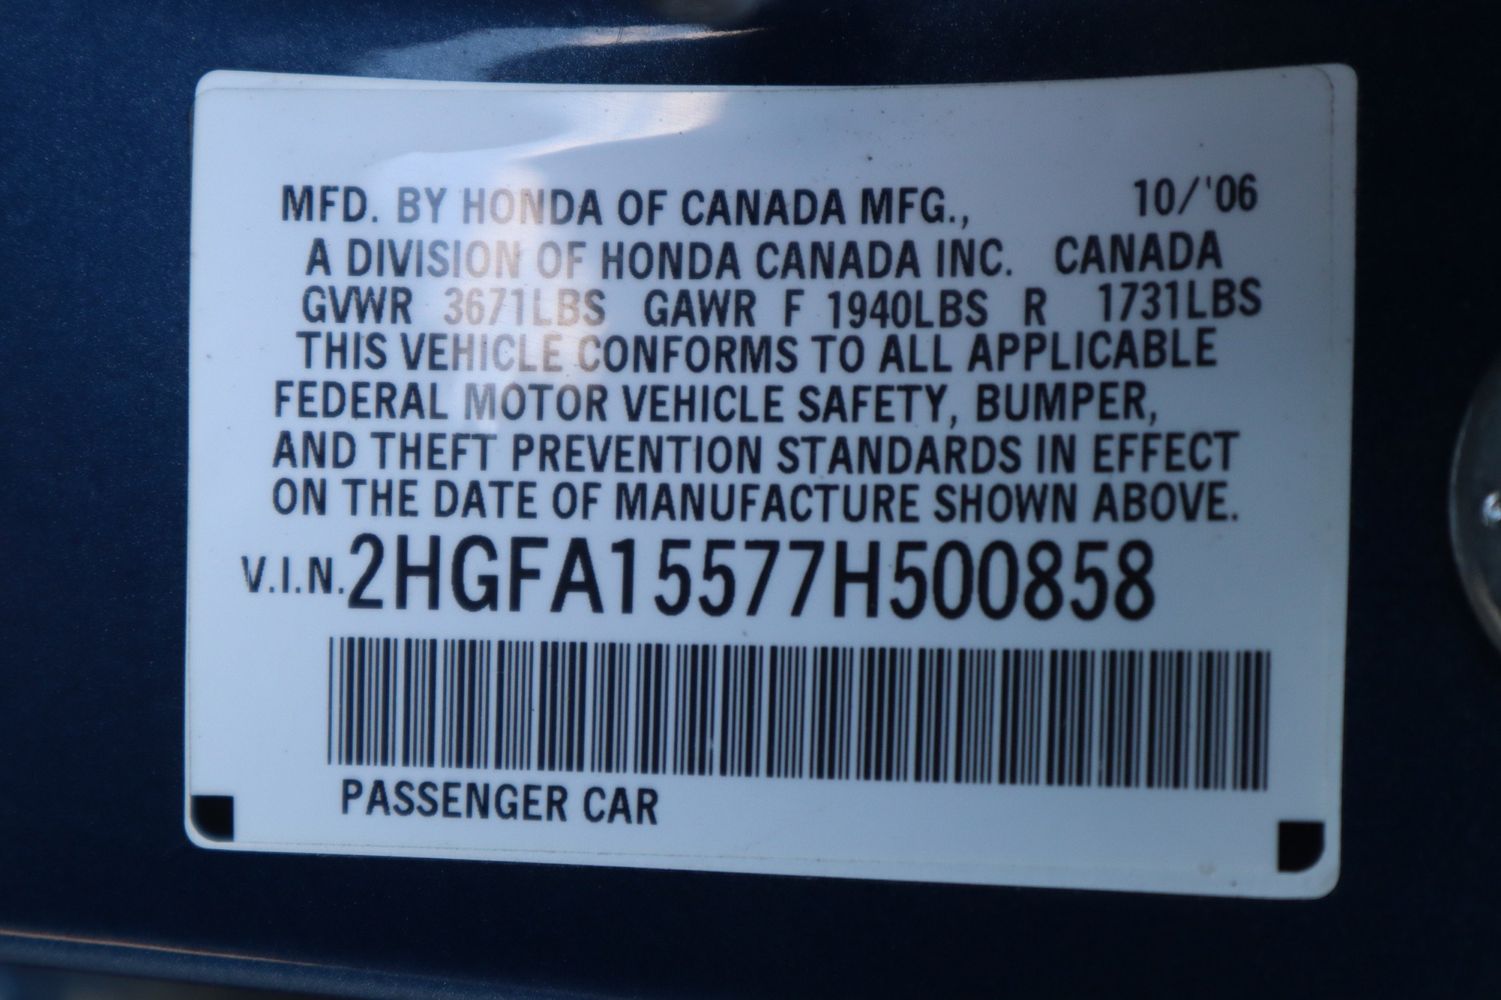 MFD. BY HONDA OF CANADA MFG., 10/'06
A DIVISION OF HONDA CANADA INC. CANADA
GVWR 3671LBS GAWR F 1940LBS R 1731LBS
THIS VEHICLE CONFORMS TO ALL APPLICABLE
FEDERAL MOTOR VEHICLE SAFETY, BUMPER,
AND THEFT PREVENTION STANDARDS IN EFFECT
ON THE DATE OF MANUFACTURE SHOWN ABOVE.
V.I.N. 2HGFA15577H500858
PASSENGER CAR